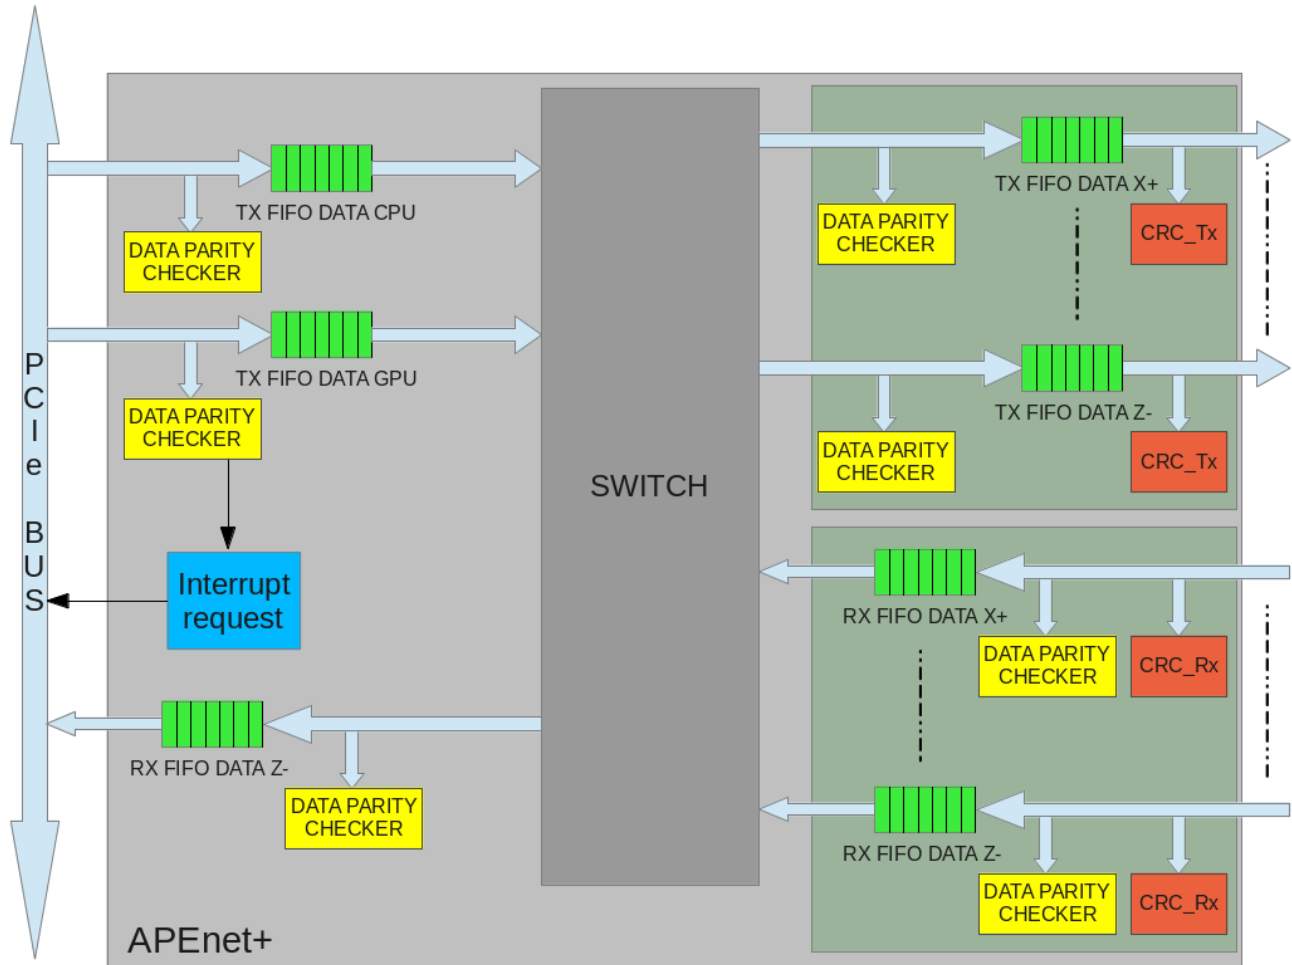 PCIe BUS
TX FIFO DATA CPU
DATA PARITY
CHECKER
TX FIFO DATA GPU
DATA PARITY
CHECKER
Interrupt
request
RX FIFO DATA Z-
DATA PARITY
CHECKER
APEnet+
SWITCH
TX FIFO DATA X+
DATA PARITY
CHECKER
CRC_Tx
TX FIFO DATA Z-
DATA PARITY
CHECKER
CRC_Tx
RX FIFO DATA X+
DATA PARITY
CHECKER
CRC_Rx
RX FIFO DATA Z-
DATA PARITY
CHECKER
CRC_Rx